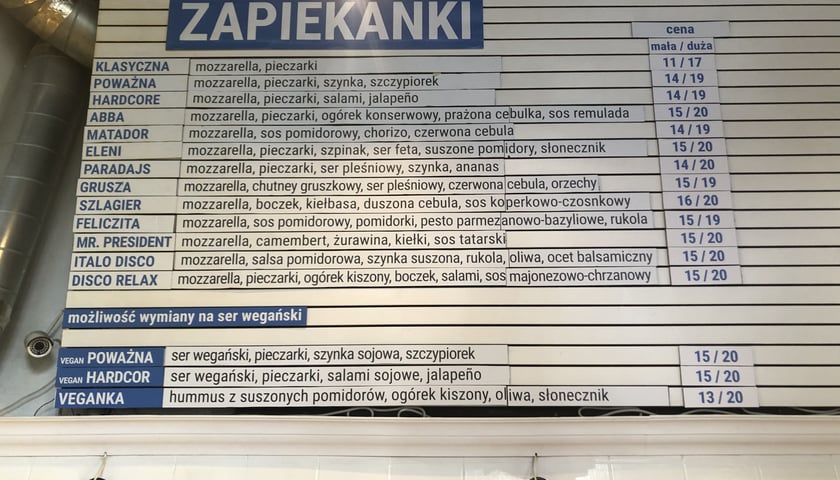 ZAPIEKANKI
cena
mała / duża
KLASYCZNA mozzarella, pieczarki 11 / 17
POWAŻNA mozzarella, pieczarki, szynka, szczypiorek 14 / 19
HARDCORE mozzarella, pieczarki, salami, jalapeño 14 / 19
ABBA mozzarella, pieczarki, ogórek konserwowy, prażona cebulka, sos remulada 15 / 20
MATADOR mozzarella, sos pomidorowy, chorizo, czerwona cebula 14 / 19
ELENI mozzarella, pieczarki, szpinak, ser feta, suszone pomidory, słonecznik 15 / 20
PARADAJS mozzarella, pieczarki, ser pleśniowy, szynka, ananas 14 / 20
GRUSZA mozzarella, chutney gruszkowy, ser pleśniowy, czerwona cebula, orzechy 15 / 19
SZLAGIER mozzarella, boczek, kiełbasa, duszona cebula, sos koperkowo-czosnkowy 16 / 20
FELICZITA mozzarella, sos pomidorowy, pomidorki, pesto parmezanowo-bazyliowe, rukola 15 / 19
MR. PRESIDENT mozzarella, camembert, żurawina, kiełki, sos tatarski 15 / 20
ITALO DISCO mozzarella, salsa pomidorowa, szynka suszona, rukola, oliwa, ocet balsamiczny 15 / 20
DISCO RELAX mozzarella, pieczarki, ogórek kiszony, boczek, salami, sos majonezowo-chrzanowy 15 / 20
możliwość wymiany na ser wegański
VEGAN POWAŻNA ser wegański, pieczarki, szynka sojowa, szczypiorek 15 / 20
VEGAN HARDCOR ser wegański, pieczarki, salami sojowe, jalapeño 15 / 20
VEGANKA hummus z suszonych pomidorów, ogórek kiszony, oliwa, słonecznik 13 / 20